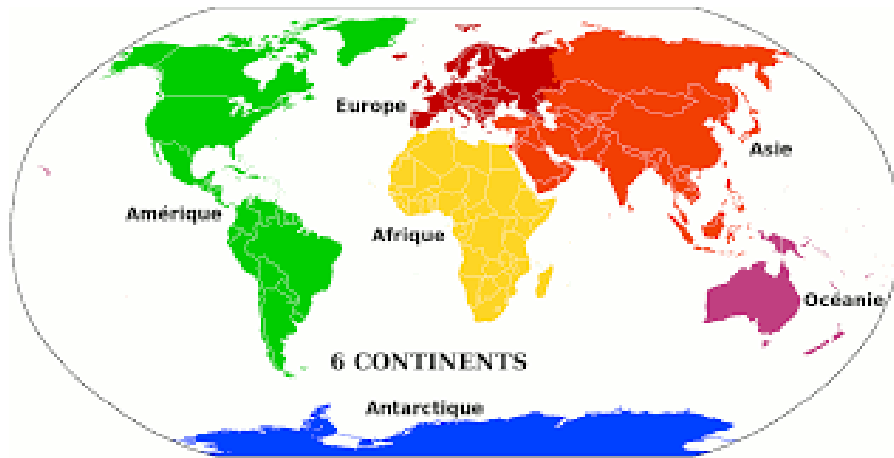 Europe
Asie
Amérique
Afrique
Océanie
6 CONTINENTS
Antarctique